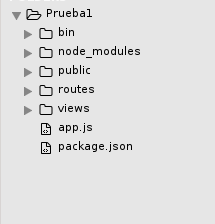 Prueba1
bin
node_modules
public
routes
views
app.js
package.json